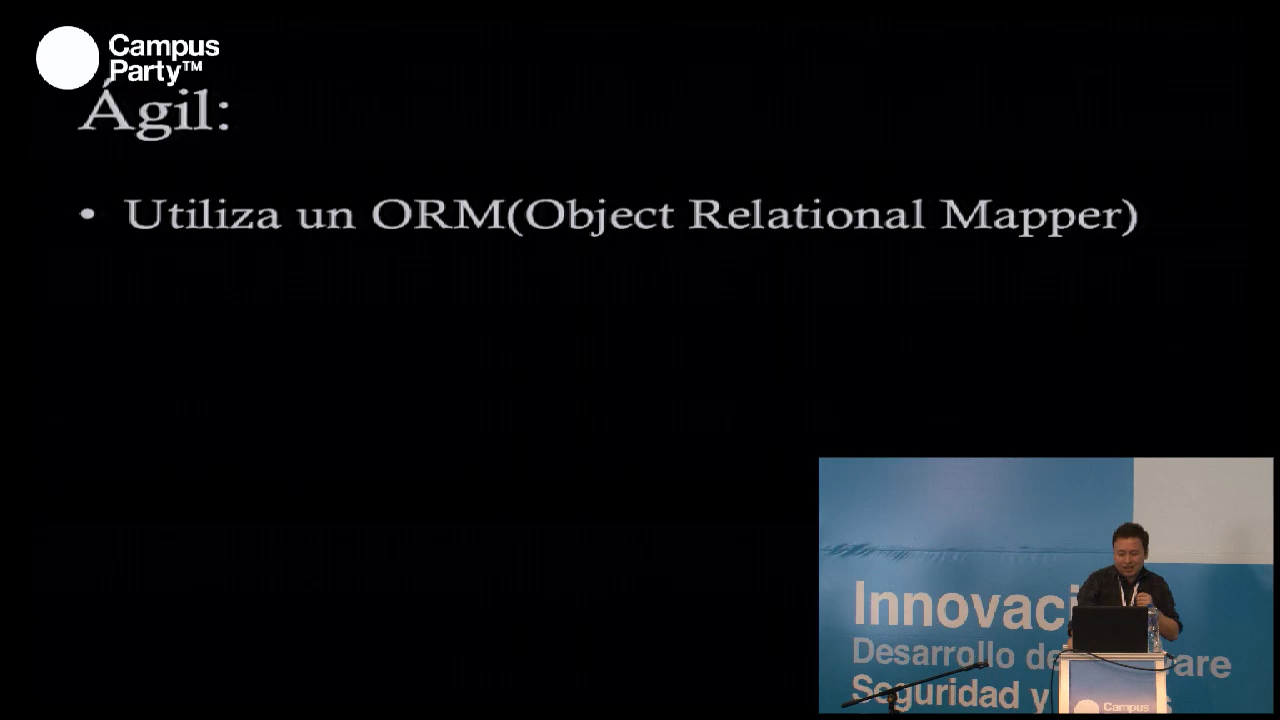 Campus
Party™
Ágil:
• Utiliza un ORM(Object Relational Mapper)
Innovaci
Desarrollo de are
Seguridad y
Campus